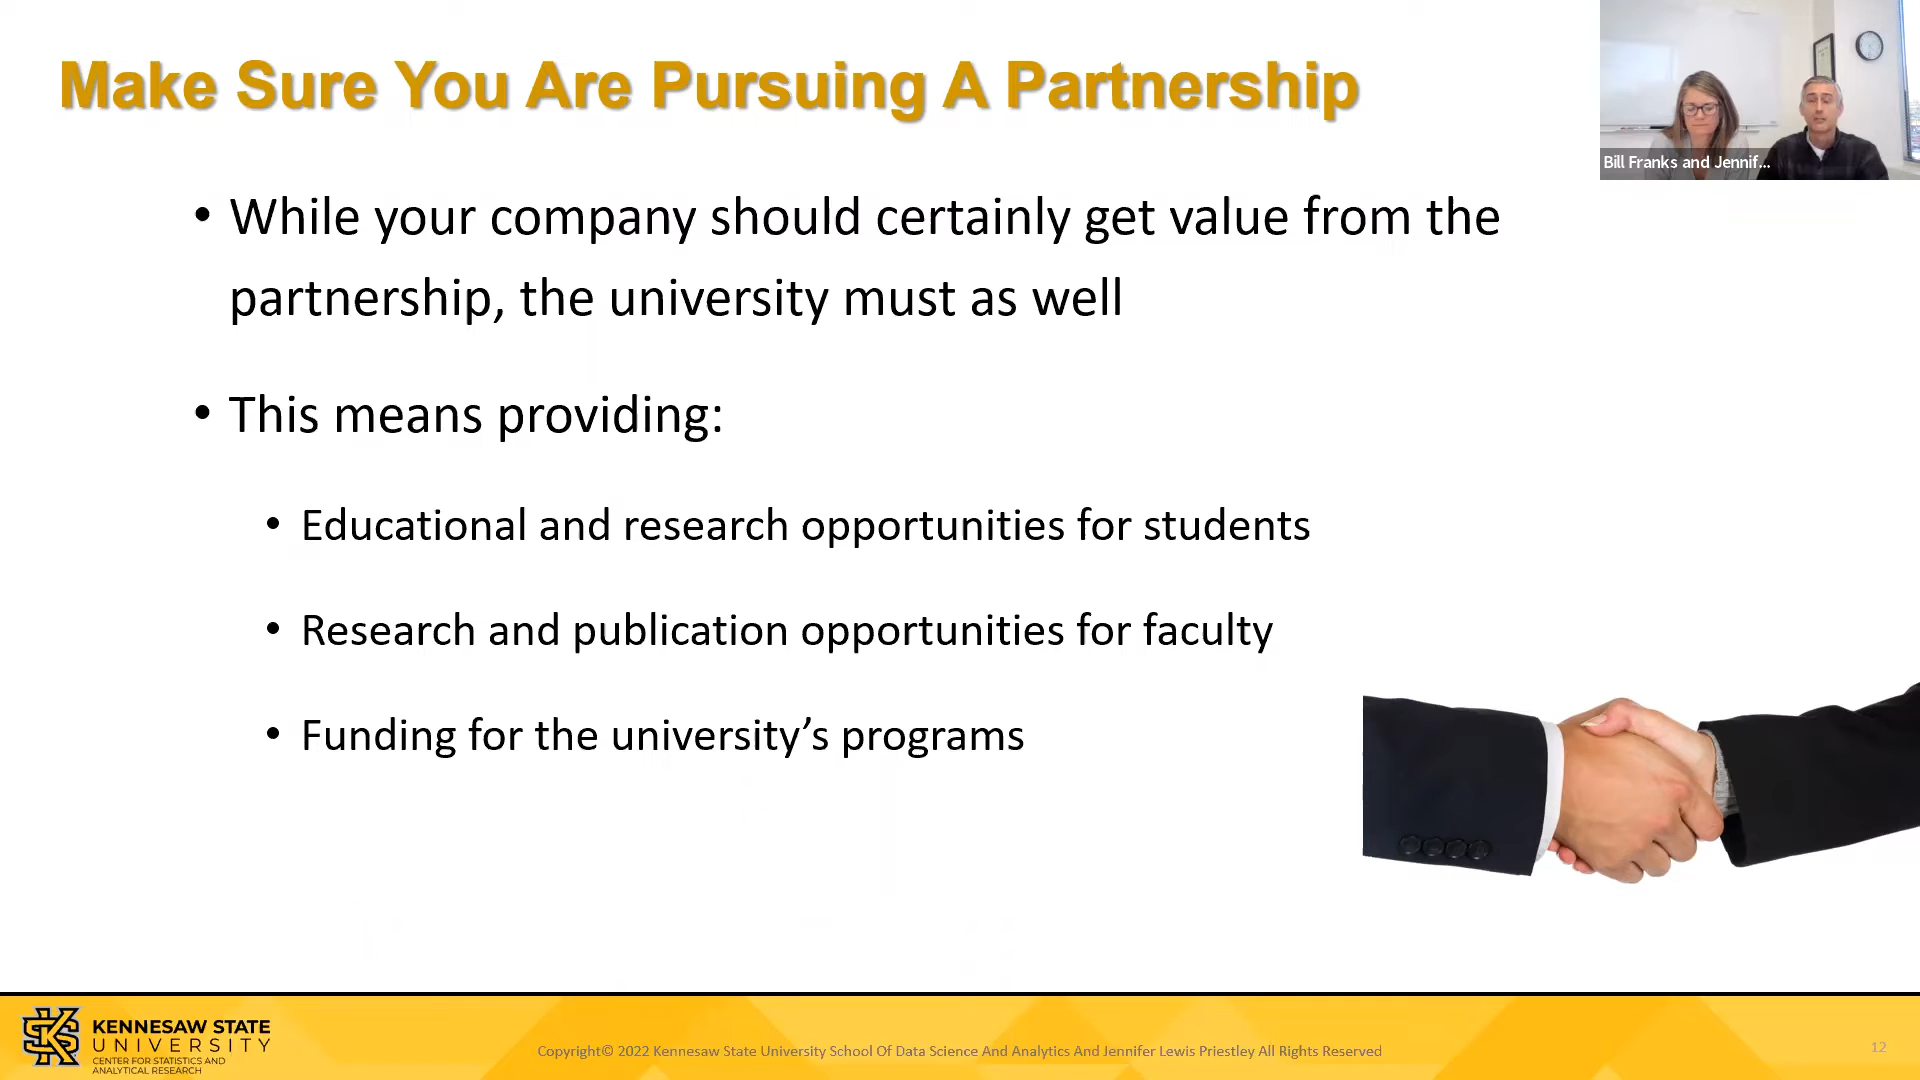 Make Sure You Are Pursuing A Partnership
Bill Franks and Jennif...
• While your company should certainly get value from the
partnership, the university must as well
• This means providing:
• Educational and research opportunities for students
• Research and publication opportunities for faculty
• Funding for the university’s programs
KENNESAW STATE
UNIVERSITY
CENTER FOR STATISTICS AND
ANALYTICAL RESEARCH
Copyright© 2022 Kennesaw State University School Of Data Science And Analytics And Jennifer Lewis Priestley All Rights Reserved
12